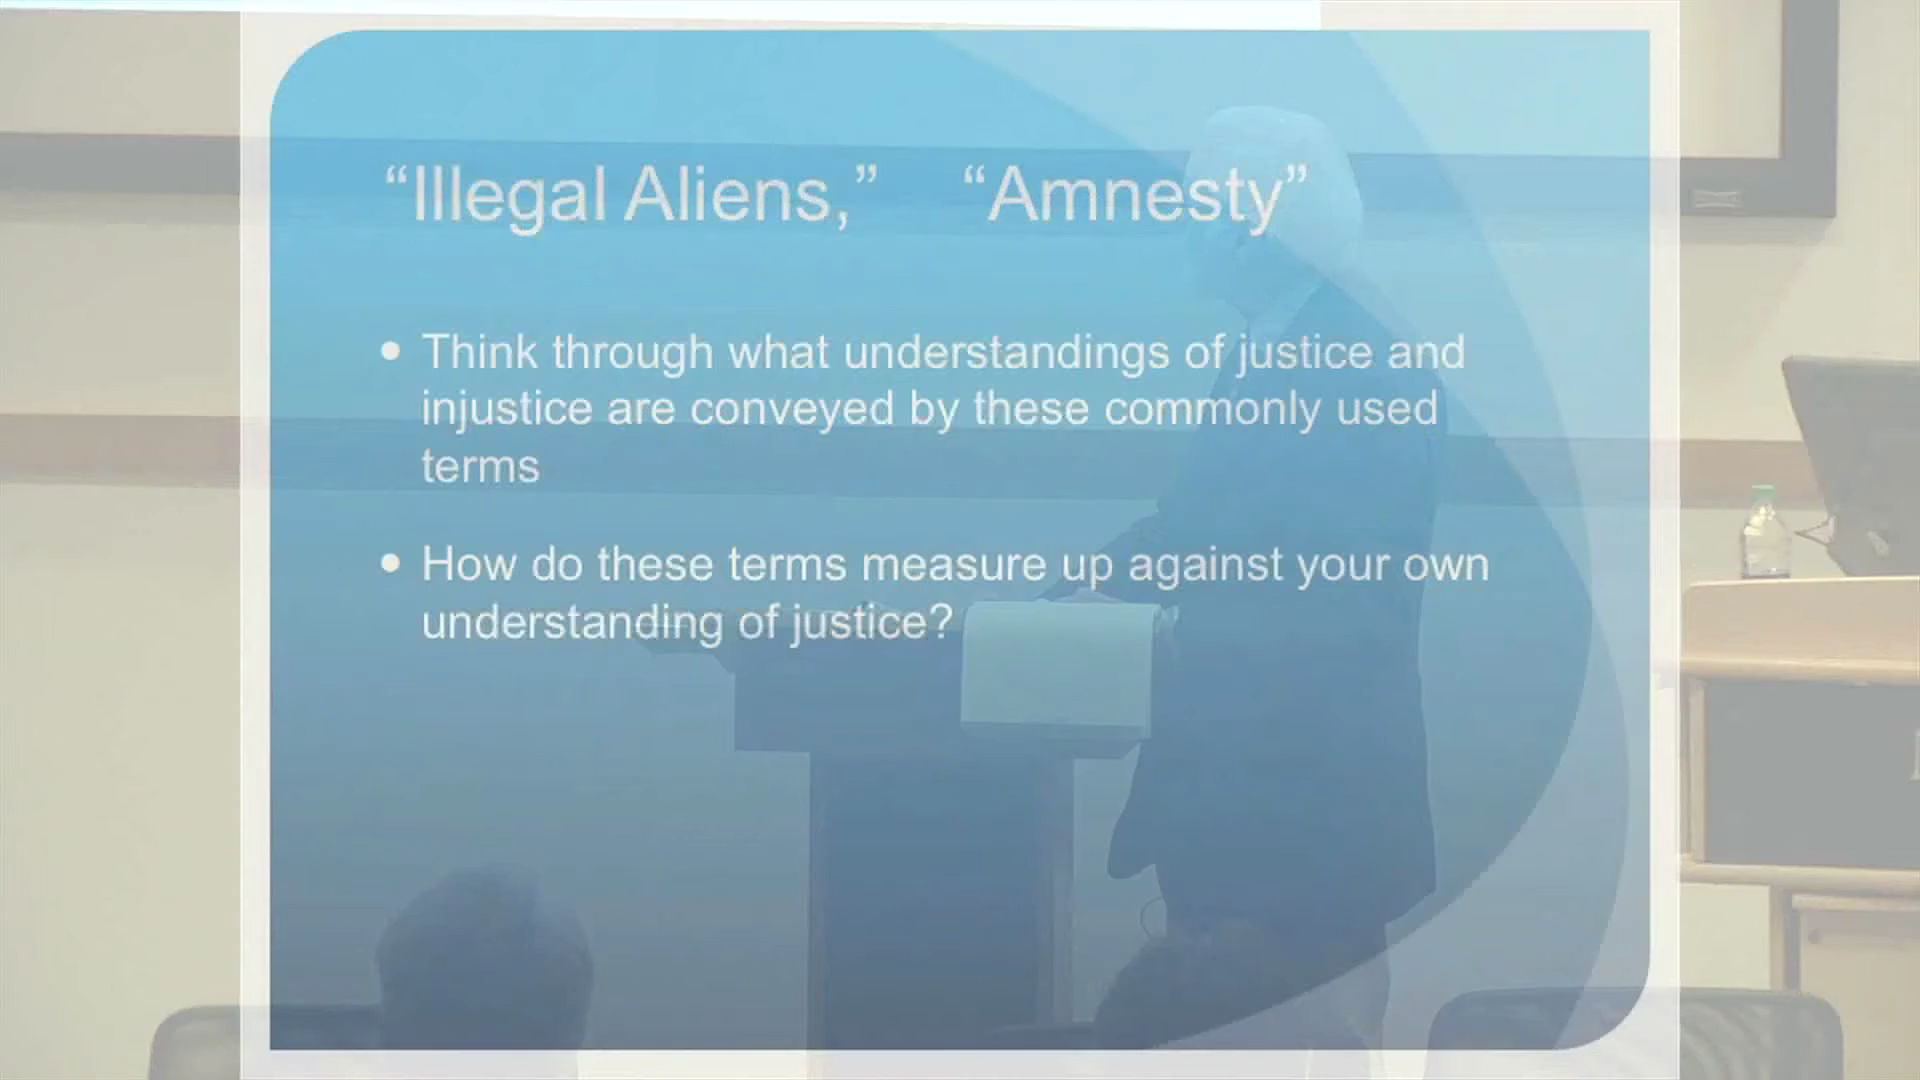 “Illegal Aliens,” “Amnesty”
• Think through what understandings of justice and
injustice are conveyed by these commonly used
terms
• How do these terms measure up against your own
understanding of justice?